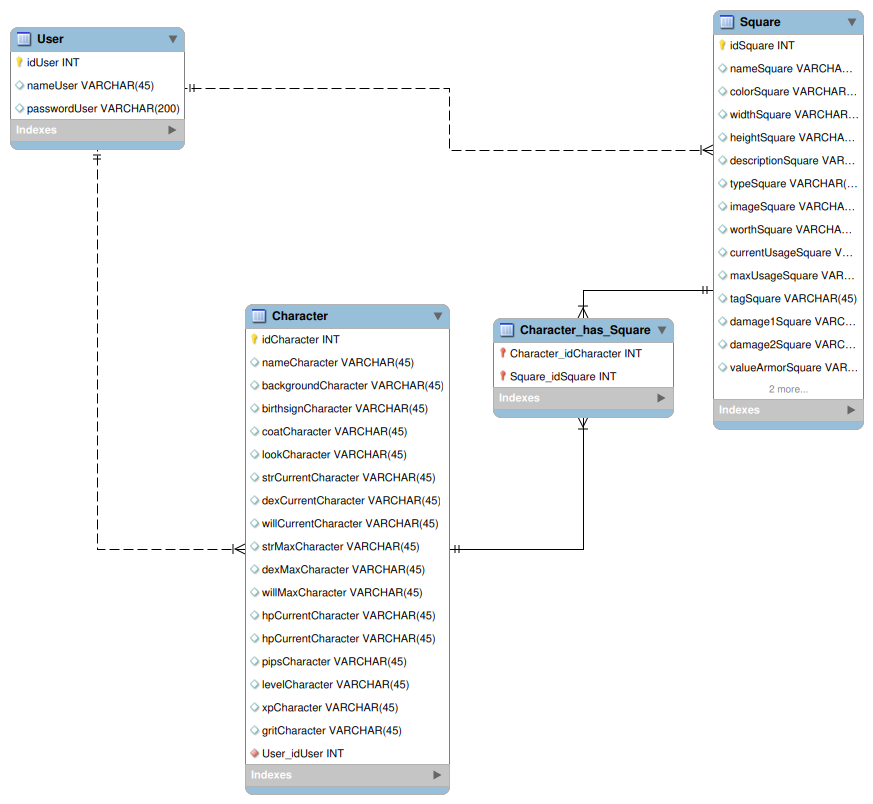 User
idUser INT
nameUser VARCHAR(45)
passwordUser VARCHAR(200)
Indexes
Square
idSquare INT
nameSquare VARCHA...
colorSquare VARCHAR...
widthSquare VARCHAR...
heightSquare VARCHA...
descriptionSquare VAR...
typeSquare VARCHAR(...
imageSquare VARCHA...
worthSquare VARCHA...
currentUsageSquare V...
maxUsageSquare VAR...
tagSquare VARCHAR(45)
damage1Square VARC...
damage2Square VARC...
valueArmorSquare VAR...
2 more...
Indexes
Character
idCharacter INT
nameCharacter VARCHAR(45)
backgroundCharacter VARCHAR(45)
birthsignCharacter VARCHAR(45)
coatCharacter VARCHAR(45)
lookCharacter VARCHAR(45)
strCurrentCharacter VARCHAR(45)
dexCurrentCharacter VARCHAR(45)
willCurrentCharacter VARCHAR(45)
strMaxCharacter VARCHAR(45)
dexMaxCharacter VARCHAR(45)
willMaxCharacter VARCHAR(45)
hpCurrentCharacter VARCHAR(45)
hpCurrentCharacter VARCHAR(45)
pipsCharacter VARCHAR(45)
levelCharacter VARCHAR(45)
xpCharacter VARCHAR(45)
gritCharacter VARCHAR(45)
User_idUser INT
Indexes
Character_has_Square
Character_idCharacter INT
Square_idSquare INT
Indexes